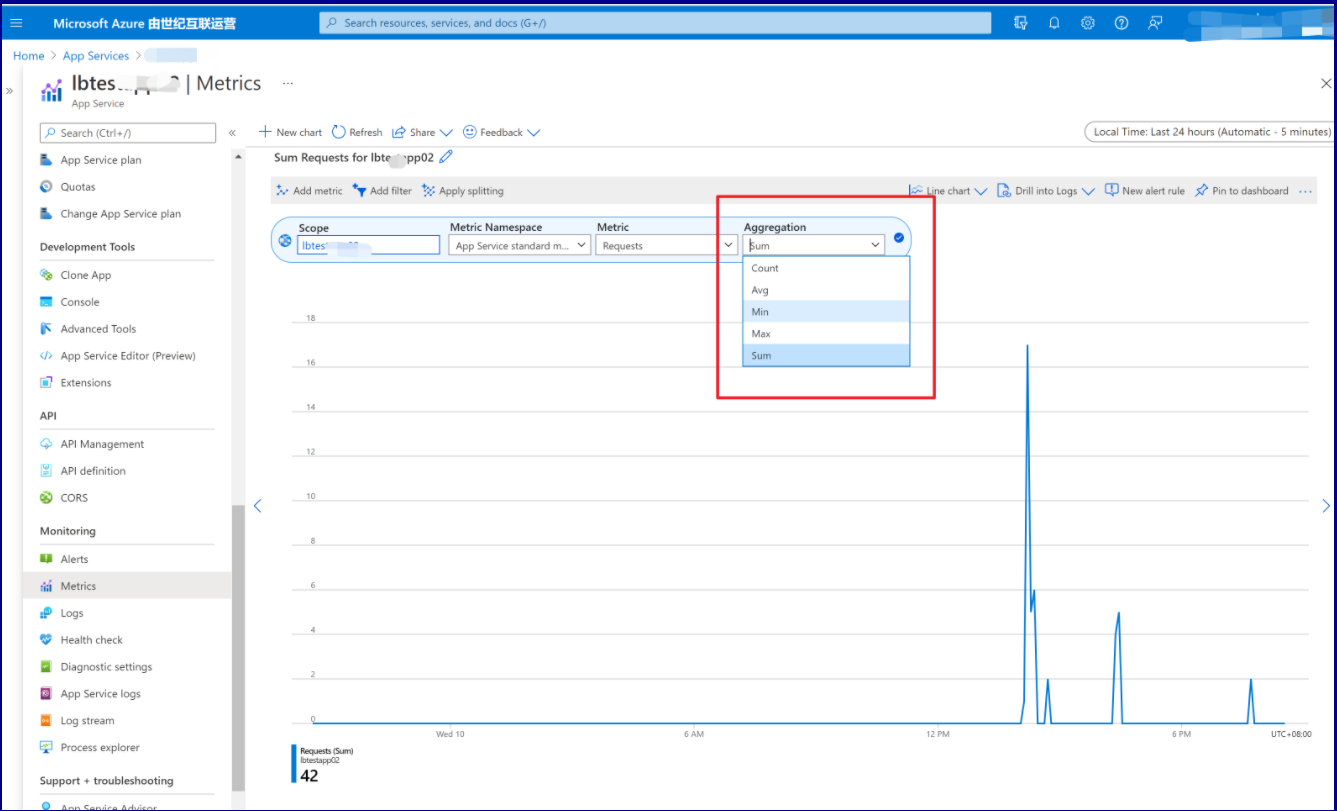 Microsoft Azure 由世纪互联运营
Search resources, services, and docs (G+/)
Home > App Services >
| Metrics ...
App Service
Search (Ctrl+/)
«
»
New chart Refresh Share Feedback
Local Time: Last 24 hours (Automatic - 5 minutes)
App Service plan
Quotas
Change App Service plan
Development Tools
Clone App
Console
Advanced Tools
App Service Editor (Preview)
Extensions
API
API Management
API definition
CORS
Monitoring
Alerts
Metrics
Logs
Health check
Diagnostic settings
App Service logs
Log stream
Process explorer
Support + troubleshooting
App Service Advisor
Sum Requests for
Add metric Add filter Apply splitting
Line chart Drill into Logs New alert rule Pin to dashboard ...
Scope Metric Namespace Metric Aggregation
App Service standard m... Requests Sum
Count
Avg
Min
Max
Sum
18
16
14
12
10
8
6
4
2
0
Wed 10 6 AM 12 PM 6 PM UTC+08:00
Requests (Sum)
lbtestapp02
42